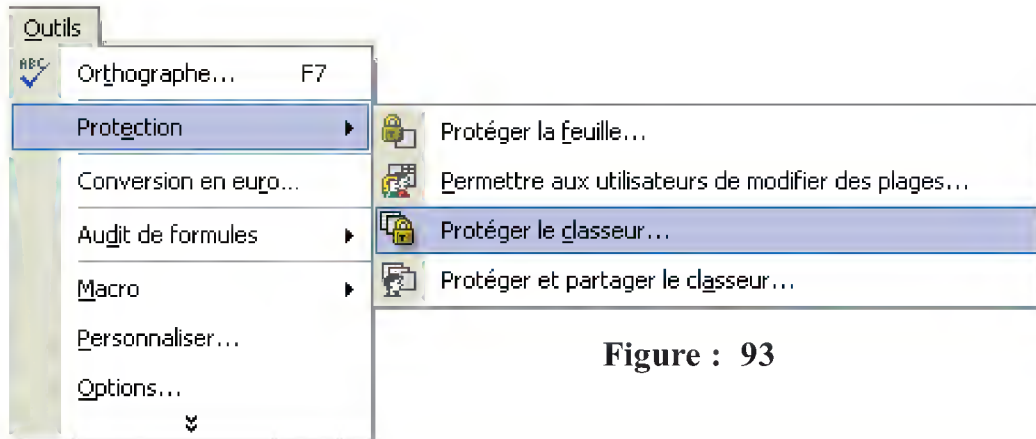 Outils
ABC
Orthographe... F7
Protection
Conversion en euro...
Audit de formules
Macro
Personnaliser...
Options...
Protéger la feuille...
Permettre aux utilisateurs de modifier des plages...
Protéger le classeur...
Protéger et partager le classeur...
Figure : 93